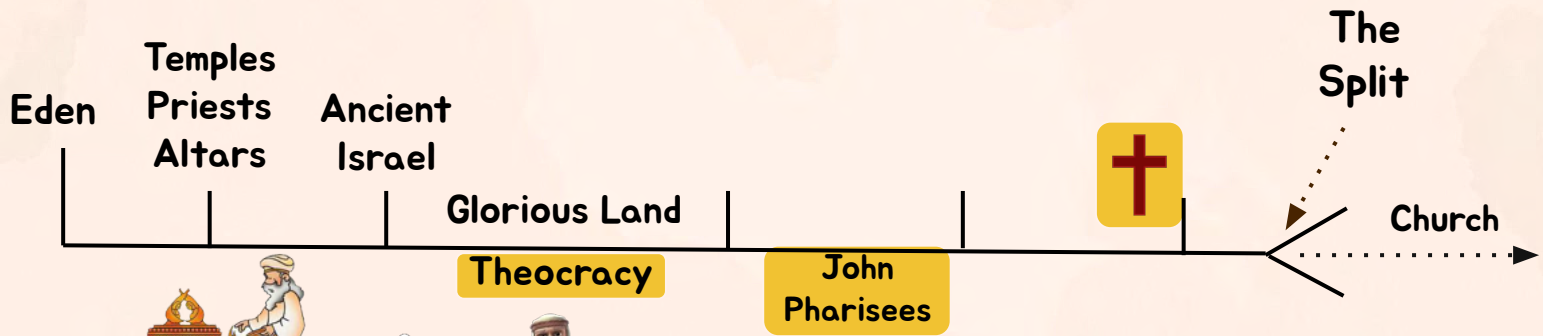 The
Split
Temples
Priests
Altars
Eden
Ancient
Israel
Glorious Land
Church
Theocracy
John
Pharisees